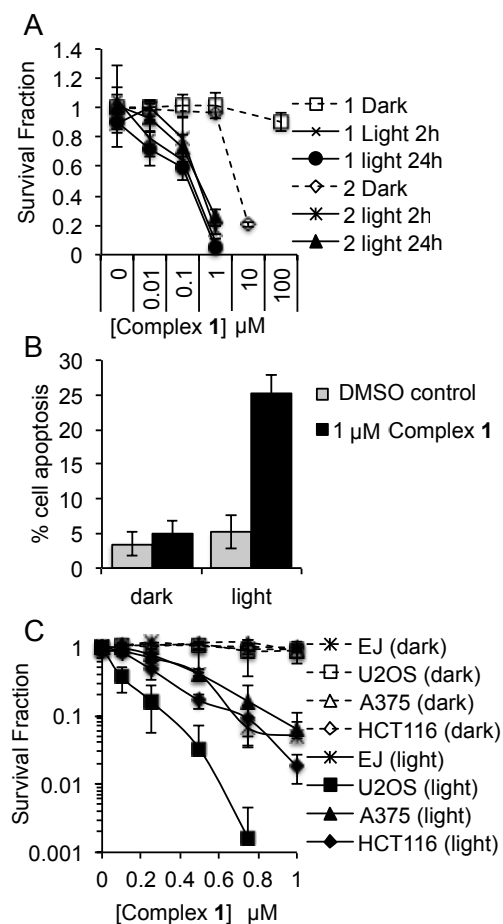 A
1.4
1.2
1
0.8
0.6
0.4
0.2
0
Survival Fraction
0
0.01
0.1
1
10
100
[Complex 1] µM
1 Dark
1 Light 2h
1 light 24h
2 Dark
2 light 2h
2 light 24h
B
30
25
20
15
10
5
0
% cell apoptosis
dark light
DMSO control
1 µM Complex 1
C
1
0.1
0.01
0.001
Survival Fraction
0 0.2 0.4 0.6 0.8 1
[Complex 1] µM
EJ (dark)
U2OS (dark)
A375 (dark)
HCT116 (dark)
EJ (light)
U2OS (light)
A375 (light)
HCT116 (light)